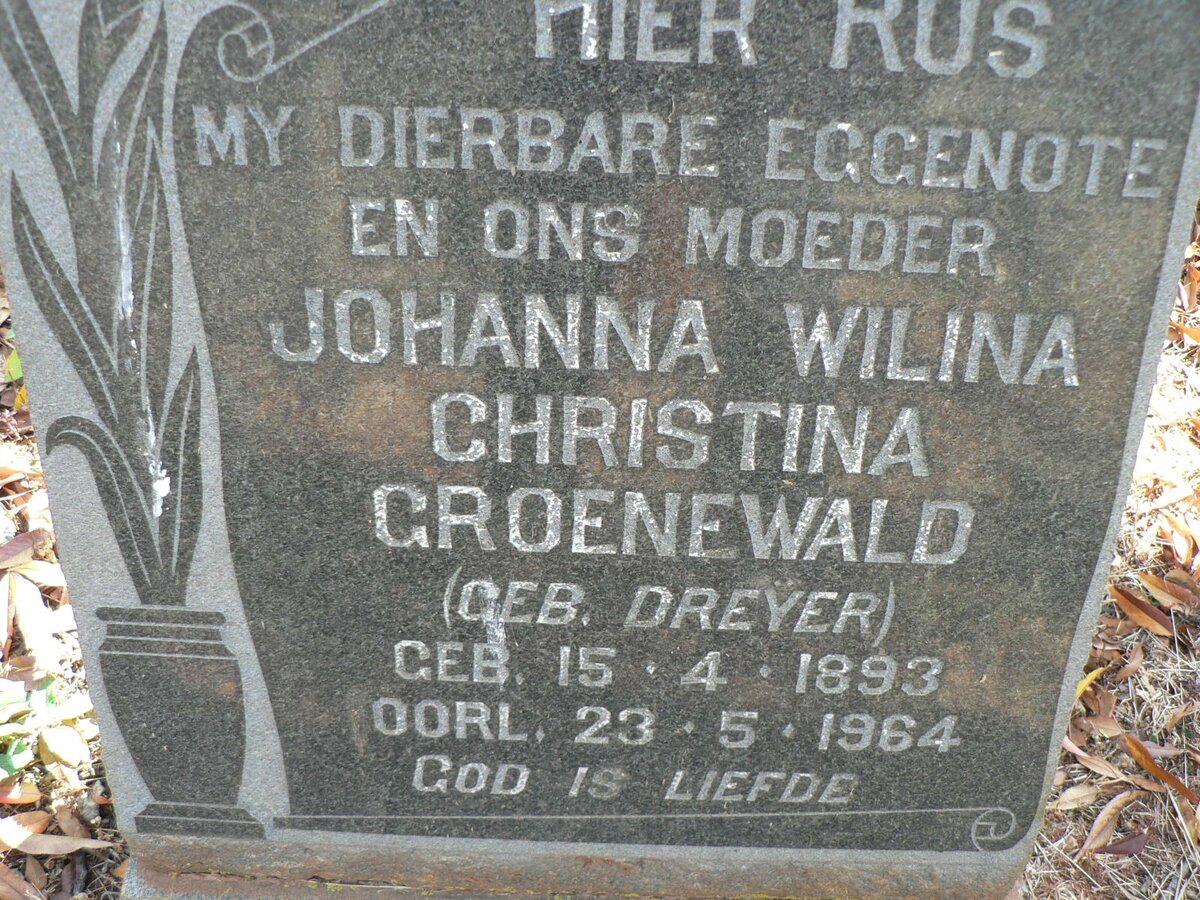 HIER RUS
MY DIERBARE EGGENOTE
EN ONS MOEDER
JOHANNA WILINA
CHRISTINA
GROENEWALD
(GEB. DREŸER)
GEB. 15 · 4 · 1893
OORL. 23 · 5 · 1964
GOD IS LIEFDE